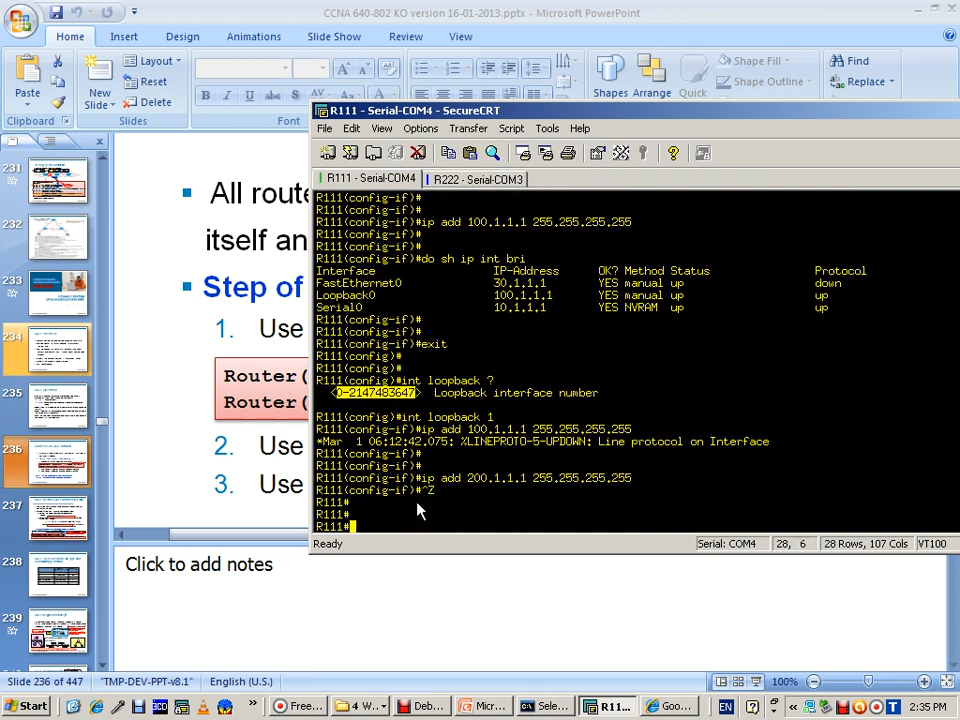 CCNA 640-802 KO version 16-01-2013.pptx - Microsoft PowerPoint
Home Insert Design Animations Slide Show Review View
Paste
Clipboard
New
Slide
Layout
Reset
Delete
Slides
B I U abc S
Font
Shapes Arrange Quick
Shape Fill
Shape Outline
Find
Replace
231
232
233
234
235
236
237
238
239
All route
itself an
Step of
1. Use
Router(
Router(
2. Use
3. Use
R111 - Serial-COM4 - SecureCRT
File Edit View Options Transfer Script Tools Help
R111 - Serial-COM4 R222 - Serial-COM3
R111(config-if)#
R111(config-if)#
R111(config-if)#ip add 100.1.1.1 255.255.255.255
R111(config-if)#
R111(config-if)#
R111(config-if)#do sh ip int bri
Interface IP-Address OK? Method Status Protocol
FastEthernet0 30.1.1.1 YES manual up down
Loopback0 100.1.1.1 YES manual up up
Serial0 10.1.1.1 YES NVRAM up up
R111(config-if)#
R111(config-if)#
R111(config-if)#exit
R111(config)#
R111(config)#
R111(config)#int loopback ?
<0-2147483647> Loopback interface number
R111(config)#int loopback 1
R111(config-if)#ip add 100.1.1.1 255.255.255.255
*Mar 1 06:12:42.075: %LINEPROTO-5-UPDOWN: Line protocol on Interface
R111(config-if)#
R111(config-if)#
R111(config-if)#ip add 200.1.1.1 255.255.255.255
R111(config-if)#^Z
R111#
R111#
R111#
Ready Serial: COM4 28, 6 28 Rows, 107 Cols VT100
Click to add notes
Slide 236 of 447 "TMP-DEV-PPT-v8.1" English (U.S.)
Start Free... 4 W... Deb... Micr... Sele... R11... Goo... EN 2:35 PM